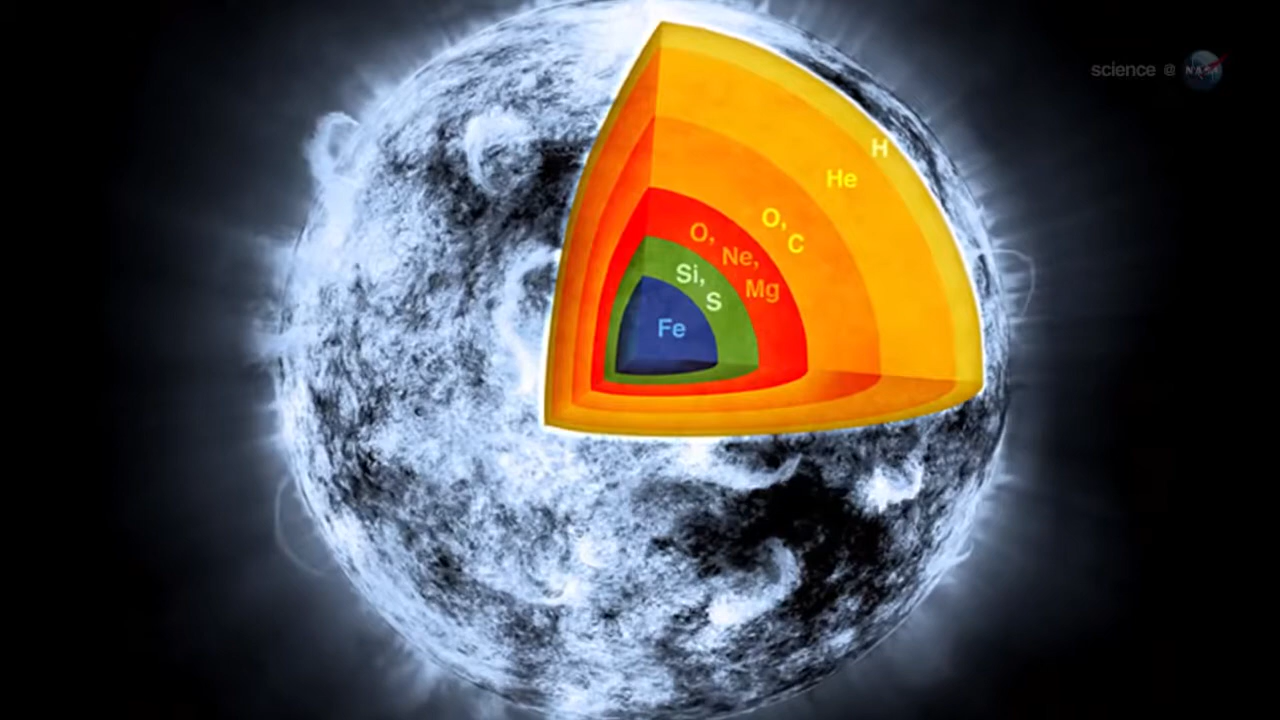 science @ NASA
H
He
O,
C
O,
Ne,
Mg
Si,
S
Fe